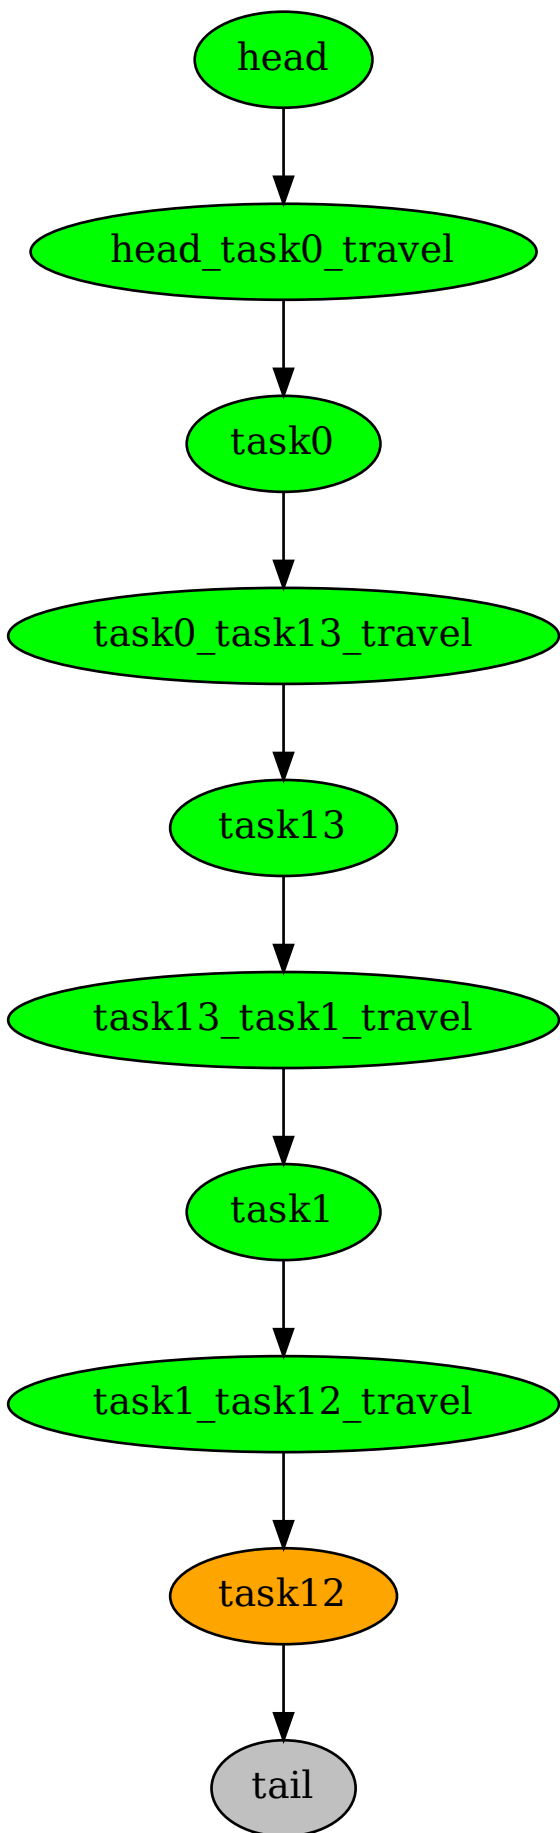 head
head_task0_travel
task0
task0_task13_travel
task13
task13_task1_travel
task1
task1_task12_travel
task12
tail